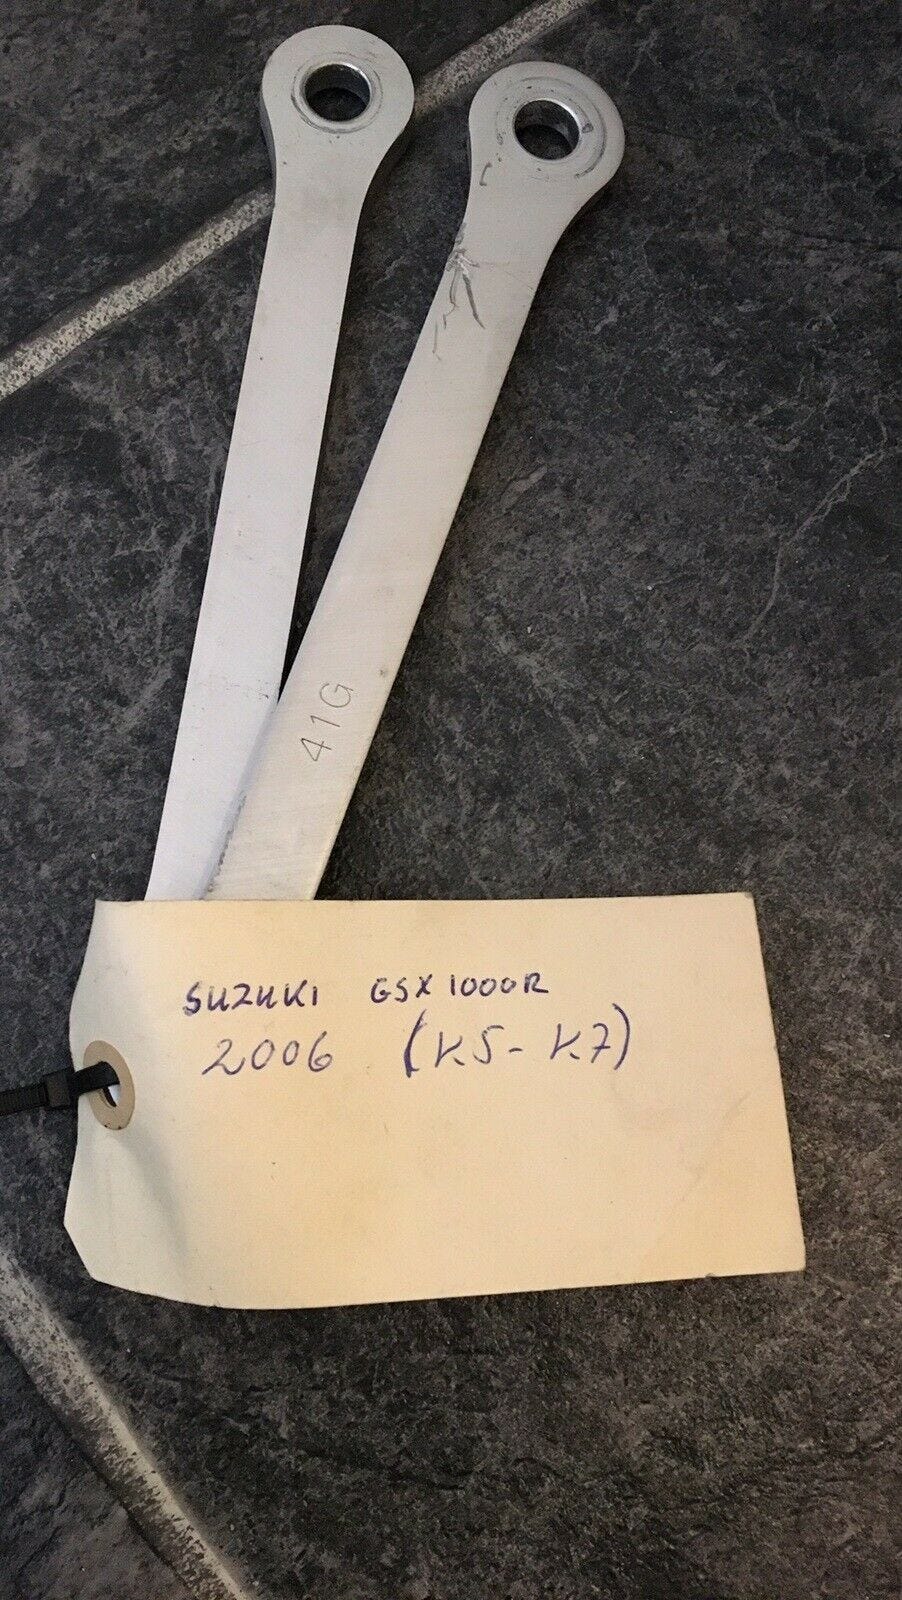 41G
SUZUKI GSX 1000R
2006 (K5-K7)